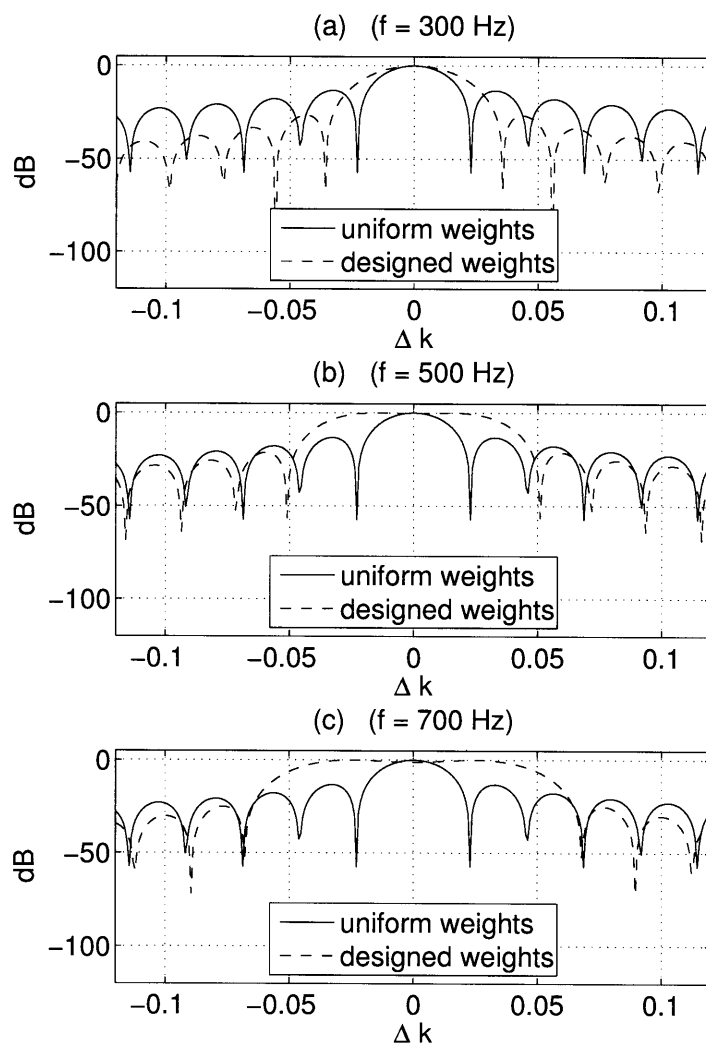 (a) (f = 300 Hz)
0
−50
−100
dB
uniform weights
designed weights
−0.1 −0.05 0 0.05 0.1
Δ k
(b) (f = 500 Hz)
0
−50
−100
dB
uniform weights
designed weights
−0.1 −0.05 0 0.05 0.1
Δ k
(c) (f = 700 Hz)
0
−50
−100
dB
uniform weights
designed weights
−0.1 −0.05 0 0.05 0.1
Δ k